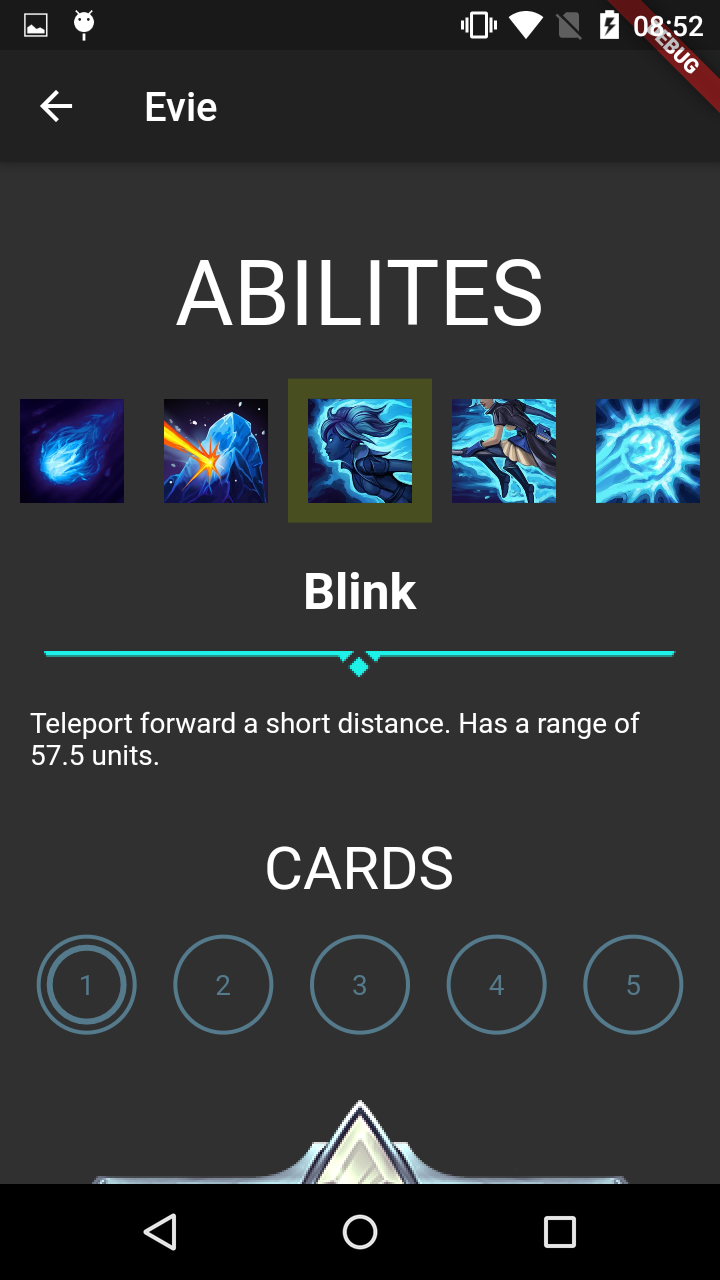 08:52
DEBUG
Evie
ABILITES
Blink
Teleport forward a short distance. Has a range of
57.5 units.
CARDS
1 2 3 4 5